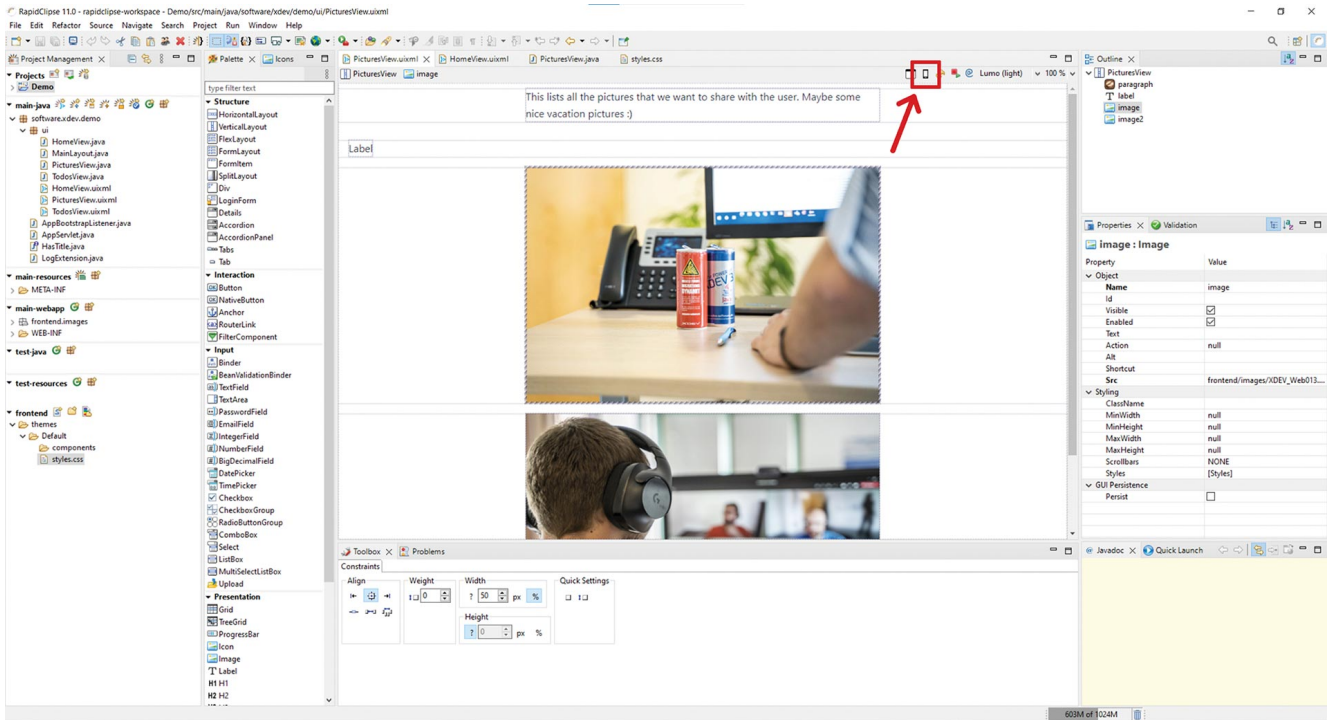 RapidClipse 11.0 - rapidclipse-workspace - Demo/src/main/java/software/xdev/demo/ui/PicturesView.uixml
File Edit Refactor Source Navigate Search Project Run Window Help
Project Management
Projects
Demo
main-java
software.xdev.demo
ui
HomeView.java
MainLayout.java
PicturesView.java
TodosView.java
HomeView.uixml
PicturesView.uixml
TodosView.uixml
AppBootstrapListener.java
AppServlet.java
HasTitle.java
LogExtension.java
main-resources
META-INF
main-webapp
frontend.images
WEB-INF
test-java
test-resources
frontend
themes
Default
components
styles.css
Palette Icons
type filter text
Structure
HorizontalLayout
VerticalLayout
FlexLayout
FormLayout
FormItem
SplitLayout
Div
LoginForm
Details
Accordion
AccordionPanel
Tabs
Tab
Interaction
Button
NativeButton
Anchor
RouterLink
FilterComponent
Input
Binder
BeanValidationBinder
TextField
TextArea
PasswordField
EmailField
IntegerField
NumberField
BigDecimalField
DatePicker
TimePicker
Checkbox
CheckboxGroup
RadioButtonGroup
ComboBox
Select
ListBox
MultiSelectListBox
Upload
Presentation
Grid
TreeGrid
ProgressBar
Icon
Image
T Label
H1 H1
H2 H2
PicturesView.uixml HomeView.uixml PicturesView.java styles.css
PicturesView image
Lumo (light) 100 %
This lists all the pictures that we want to share with the user. Maybe some
nice vacation pictures :)
Label
Toolbox Problems
Constraints
Align Weight Width Quick Settings
0 ? 50 px %
Height
? 0 px %
Outline
PicturesView
paragraph
T label
image
image2
Properties Validation
image : Image
Property Value
Object
Name image
Id
Visible
Enabled
Text
Action null
Alt
Shortcut
Src frontend/images/XDEV_Web013....
Styling
ClassName
MinWidth null
MinHeight null
MaxWidth null
MaxHeight null
Scrollbars NONE
Styles [Styles]
GUI Persistence
Persist
Javadoc Quick Launch
603M of 1024M